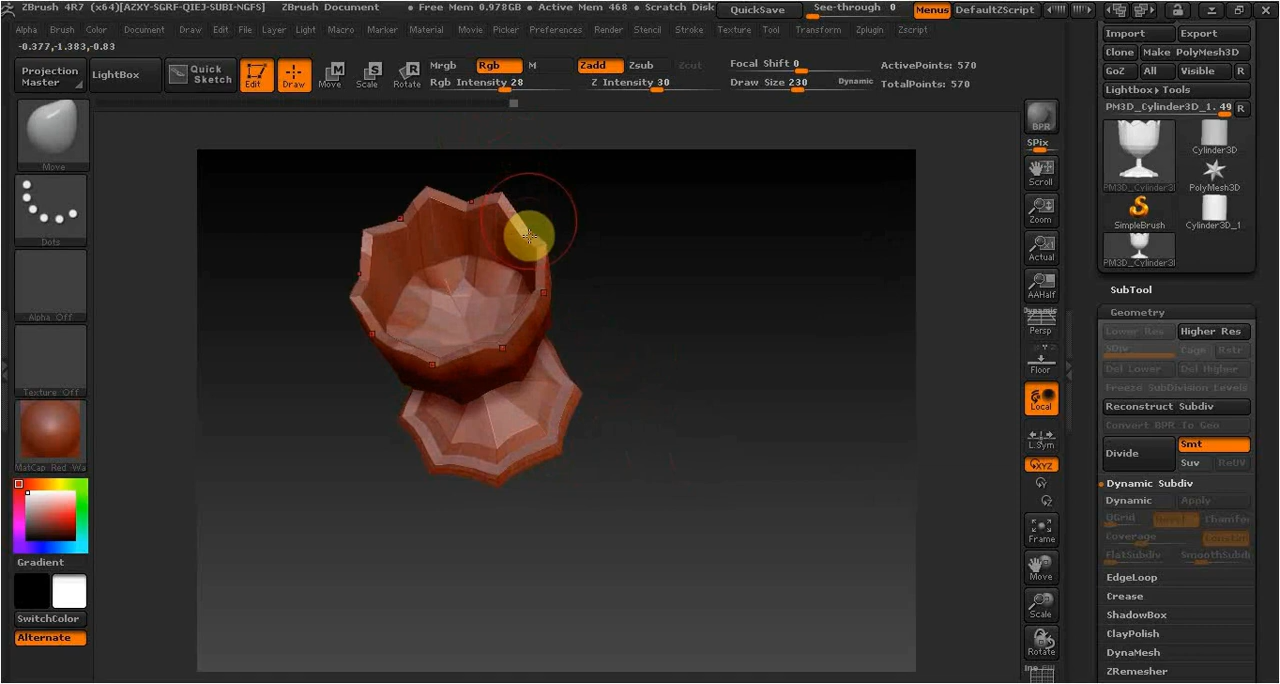 ZBrush 4R7 (x64)[AZXY-SGRF-QIEJ-SUBI-NGFS]
ZBrush Document
• Free Mem 0.978GB • Active Mem 468 • Scratch Disk
QuickSave
See-through 0
Menus
DefaultZScript
Alpha Brush Color Document Draw Edit File Layer Light Macro Marker Material Movie Picker Preferences Render Stencil Stroke Texture Tool Transform Zplugin Zscript
-0.377,-1.383,-0.83
Projection
Master
LightBox
Quick
Sketch
Edit
Draw
Move
Scale
Rotate
Mrgb
Rgb
M
Rgb Intensity 28
Zadd
Zsub
Zcut
Z Intensity 30
Focal Shift 0
Draw Size 230
Dynamic
ActivePoints: 570
TotalPoints: 570
Move
Dots
Alpha Off
Texture Off
MatCap Red Wa
Gradient
SwitchColor
Alternate
BPR
SPix
Scroll
Zoom
Actual
AAHalf
Dynamic
Persp
Floor
Local
L.Sym
XYZ
Frame
Move
Scale
Rotate
Import
Export
Clone
Make PolyMesh3D
GoZ
All
Visible
R
Lightbox▸Tools
PM3D_Cylinder3D_1. 49
R
PM3D_Cylinder3D
Cylinder3D
PolyMesh3D
SimpleBrush
Cylinder3D_1
PM3D_Cylinder3D
SubTool
Geometry
Lower Res
Higher Res
SDiv
Cage
Rstr
Del Lower
Del Higher
Freeze SubDivision Levels
Reconstruct Subdiv
Convert BPR To Geo
Divide
Smt
Suv
ReUV
Dynamic Subdiv
Dynamic
Apply
QGrid
Chamfer
Coverage
FlatSubdiv
SmoothSubdi
EdgeLoop
Crease
ShadowBox
ClayPolish
DynaMesh
ZRemesher